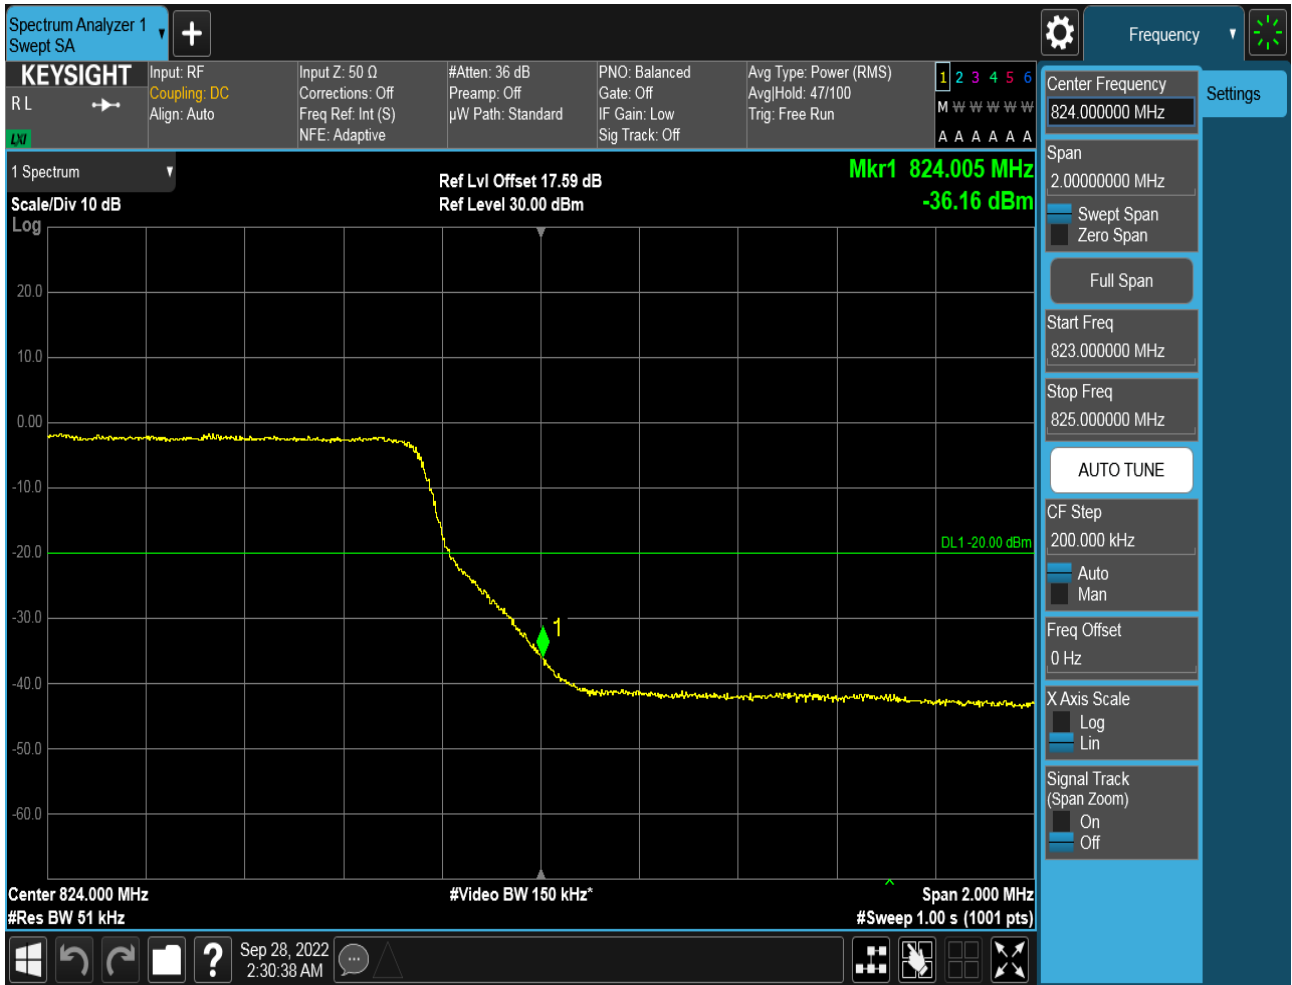 Spectrum Analyzer 1
Swept SA
+
Frequency
KEYSIGHT
R L
LXI
Input: RF
Coupling: DC
Align: Auto
Input Z: 50 Ω
Corrections: Off
Freq Ref: Int (S)
NFE: Adaptive
#Atten: 36 dB
Preamp: Off
µW Path: Standard
PNO: Balanced
Gate: Off
IF Gain: Low
Sig Track: Off
Avg Type: Power (RMS)
Avg|Hold: 47/100
Trig: Free Run
1 2 3 4 5 6
M W W W W W
A A A A A A
1 Spectrum
Scale/Div 10 dB
Log
Ref Lvl Offset 17.59 dB
Ref Level 30.00 dBm
Mkr1 824.005 MHz
-36.16 dBm
20.0
10.0
0.00
-10.0
-20.0
-30.0
-40.0
-50.0
-60.0
DL1 -20.00 dBm
1
Center 824.000 MHz
#Res BW 51 kHz
#Video BW 150 kHz*
Span 2.000 MHz
#Sweep 1.00 s (1001 pts)
Center Frequency
824.000000 MHz
Settings
Span
2.00000000 MHz
Swept Span
Zero Span
Full Span
Start Freq
823.000000 MHz
Stop Freq
825.000000 MHz
AUTO TUNE
CF Step
200.000 kHz
Auto
Man
Freq Offset
0 Hz
X Axis Scale
Log
Lin
Signal Track
(Span Zoom)
On
Off
?
Sep 28, 2022
2:30:38 AM